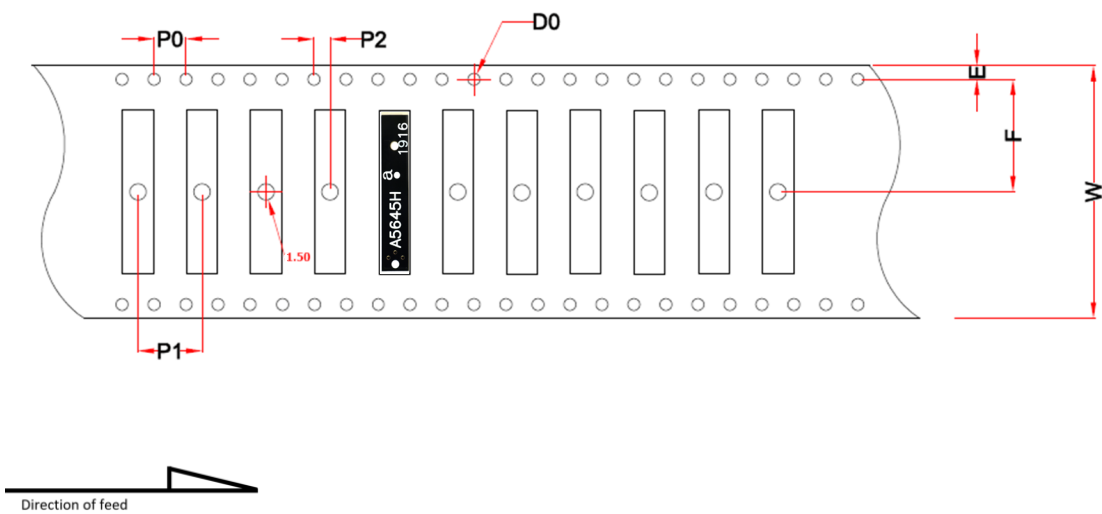 P0
P2
D0
E
F
W
1916
a
A5645H
1.50
P1
Direction of feed